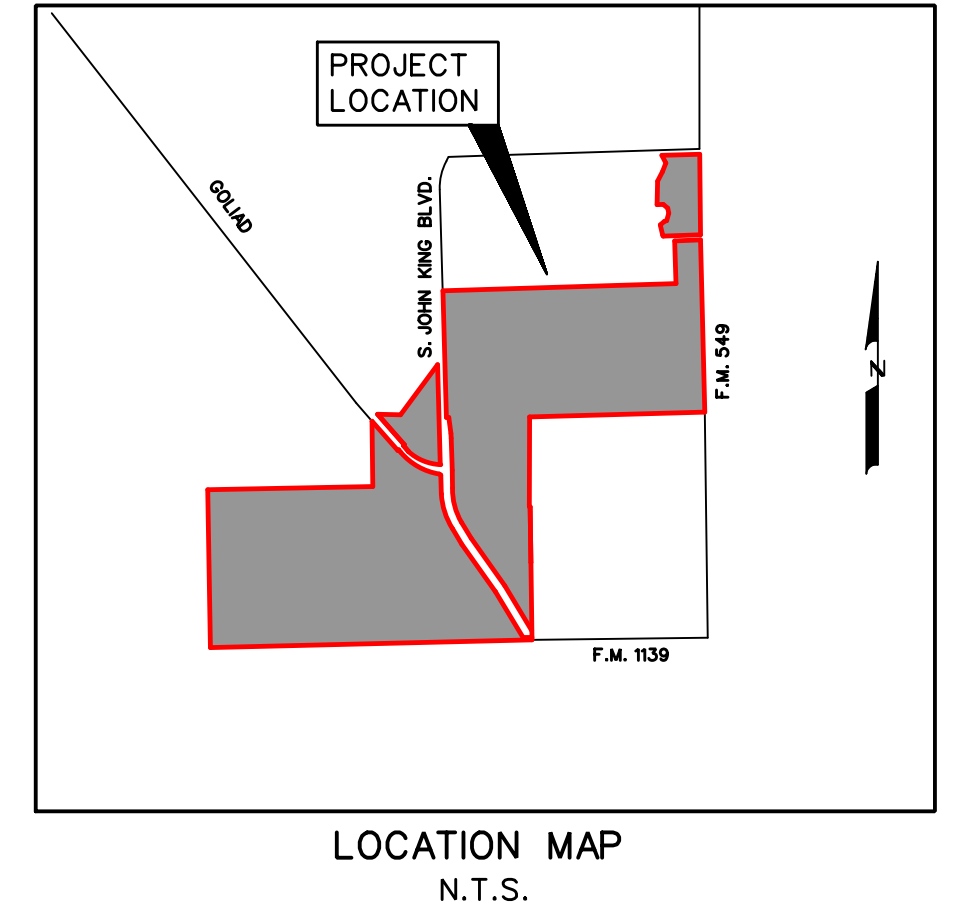 PROJECT
LOCATION
GOLIAD
S. JOHN KING BLVD.
F.M. 549
N
F.M. 1139
LOCATION MAP
N.T.S.